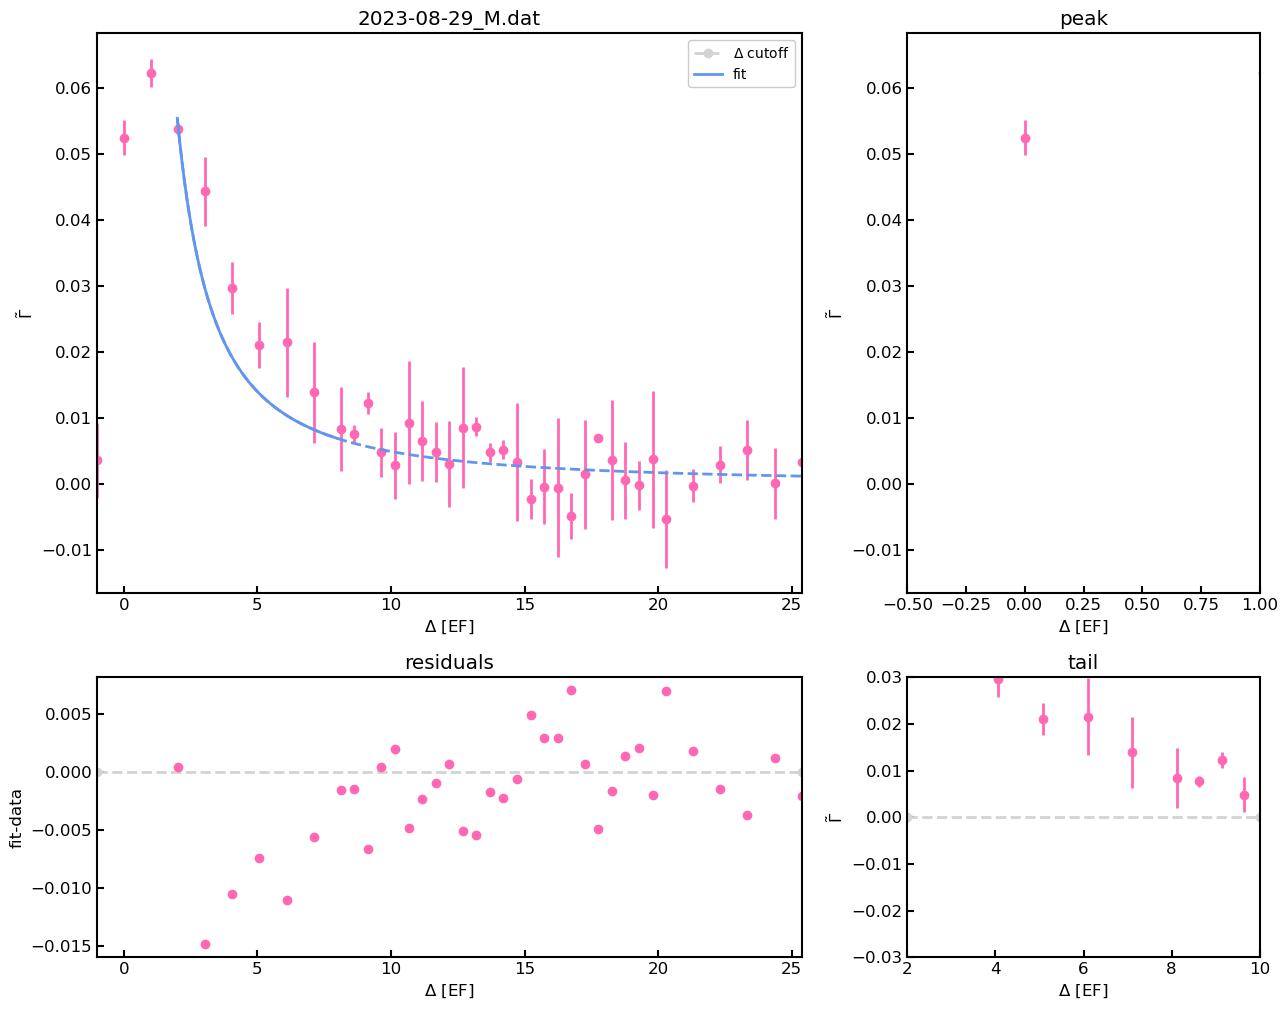 2023-08-29_M.dat
Δ cutoff
fit
0.06
0.05
0.04
0.03
0.02
0.01
0.00
−0.01
Γ̃
0 5 10 15 20 25
Δ [EF]
peak
0.06
0.05
0.04
0.03
0.02
0.01
0.00
−0.01
Γ̃
−0.50 −0.25 0.00 0.25 0.50 0.75 1.00
Δ [EF]
residuals
0.005
0.000
−0.005
−0.010
−0.015
fit-data
0 5 10 15 20 25
Δ [EF]
tail
0.03
0.02
0.01
0.00
−0.01
−0.02
−0.03
Γ̃
2 4 6 8 10
Δ [EF]